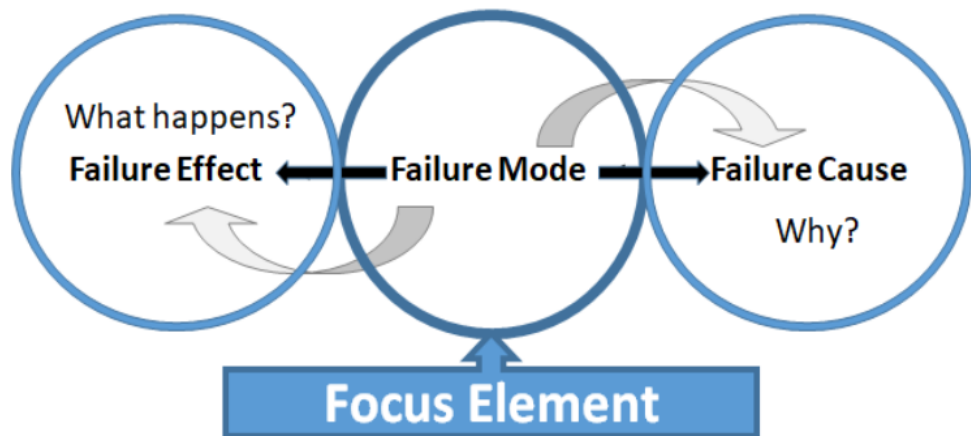 What happens?
Failure Effect Failure Mode Failure Cause
Why?
Focus Element